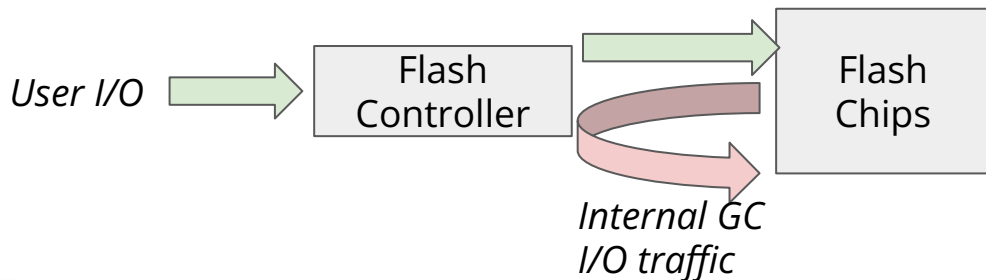 User I/O
Flash
Controller
Flash
Chips
Internal GC
I/O traffic